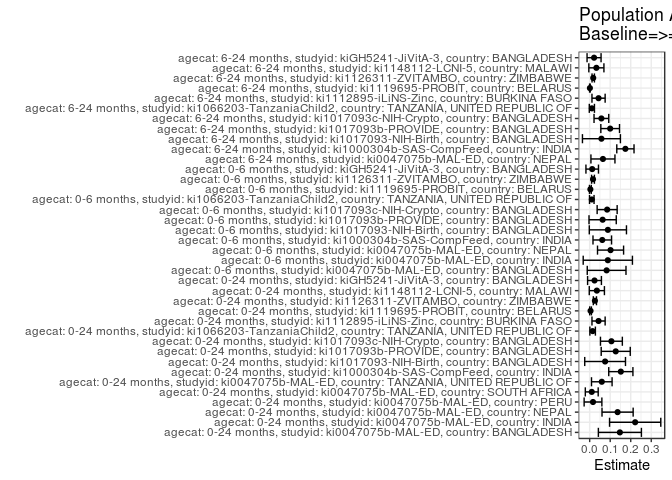 Population A
Baseline=>=
agecat: 6-24 months, studyid: kiGH5241-JiVitA-3, country: BANGLADESH
agecat: 6-24 months, studyid: ki1148112-LCNI-5, country: MALAWI
agecat: 6-24 months, studyid: ki1126311-ZVITAMBO, country: ZIMBABWE
agecat: 6-24 months, studyid: ki1119695-PROBIT, country: BELARUS
agecat: 6-24 months, studyid: ki1112895-iLiNS-Zinc, country: BURKINA FASO
agecat: 6-24 months, studyid: ki1066203-TanzaniaChild2, country: TANZANIA, UNITED REPUBLIC OF
agecat: 6-24 months, studyid: ki1017093c-NIH-Crypto, country: BANGLADESH
agecat: 6-24 months, studyid: ki1017093b-PROVIDE, country: BANGLADESH
agecat: 6-24 months, studyid: ki1017093-NIH-Birth, country: BANGLADESH
agecat: 6-24 months, studyid: ki1000304b-SAS-CompFeed, country: INDIA
agecat: 6-24 months, studyid: ki0047075b-MAL-ED, country: NEPAL
agecat: 0-6 months, studyid: kiGH5241-JiVitA-3, country: BANGLADESH
agecat: 0-6 months, studyid: ki1126311-ZVITAMBO, country: ZIMBABWE
agecat: 0-6 months, studyid: ki1119695-PROBIT, country: BELARUS
agecat: 0-6 months, studyid: ki1066203-TanzaniaChild2, country: TANZANIA, UNITED REPUBLIC OF
agecat: 0-6 months, studyid: ki1017093c-NIH-Crypto, country: BANGLADESH
agecat: 0-6 months, studyid: ki1017093b-PROVIDE, country: BANGLADESH
agecat: 0-6 months, studyid: ki1017093-NIH-Birth, country: BANGLADESH
agecat: 0-6 months, studyid: ki1000304b-SAS-CompFeed, country: INDIA
agecat: 0-6 months, studyid: ki0047075b-MAL-ED, country: NEPAL
agecat: 0-6 months, studyid: ki0047075b-MAL-ED, country: INDIA
agecat: 0-6 months, studyid: ki0047075b-MAL-ED, country: BANGLADESH
agecat: 0-24 months, studyid: kiGH5241-JiVitA-3, country: BANGLADESH
agecat: 0-24 months, studyid: ki1148112-LCNI-5, country: MALAWI
agecat: 0-24 months, studyid: ki1126311-ZVITAMBO, country: ZIMBABWE
agecat: 0-24 months, studyid: ki1119695-PROBIT, country: BELARUS
agecat: 0-24 months, studyid: ki1112895-iLiNS-Zinc, country: BURKINA FASO
agecat: 0-24 months, studyid: ki1066203-TanzaniaChild2, country: TANZANIA, UNITED REPUBLIC OF
agecat: 0-24 months, studyid: ki1017093c-NIH-Crypto, country: BANGLADESH
agecat: 0-24 months, studyid: ki1017093b-PROVIDE, country: BANGLADESH
agecat: 0-24 months, studyid: ki1017093-NIH-Birth, country: BANGLADESH
agecat: 0-24 months, studyid: ki1000304b-SAS-CompFeed, country: INDIA
agecat: 0-24 months, studyid: ki0047075b-MAL-ED, country: TANZANIA, UNITED REPUBLIC OF
agecat: 0-24 months, studyid: ki0047075b-MAL-ED, country: SOUTH AFRICA
agecat: 0-24 months, studyid: ki0047075b-MAL-ED, country: PERU
agecat: 0-24 months, studyid: ki0047075b-MAL-ED, country: NEPAL
agecat: 0-24 months, studyid: ki0047075b-MAL-ED, country: INDIA
agecat: 0-24 months, studyid: ki0047075b-MAL-ED, country: BANGLADESH
0.0 0.1 0.2 0.3
Estimate